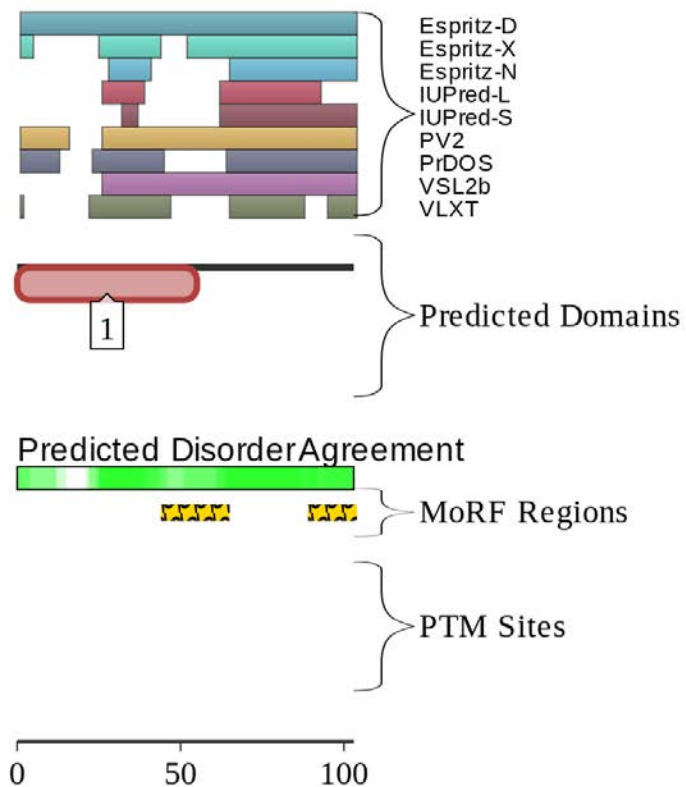 Espritz-D
Espritz-X
Espritz-N
IUPred-L
IUPred-S
PV2
PrDOS
VSL2b
VLXT
Predicted Domains
1
Predicted Disorder Agreement
MoRF Regions
PTM Sites
0 50 100